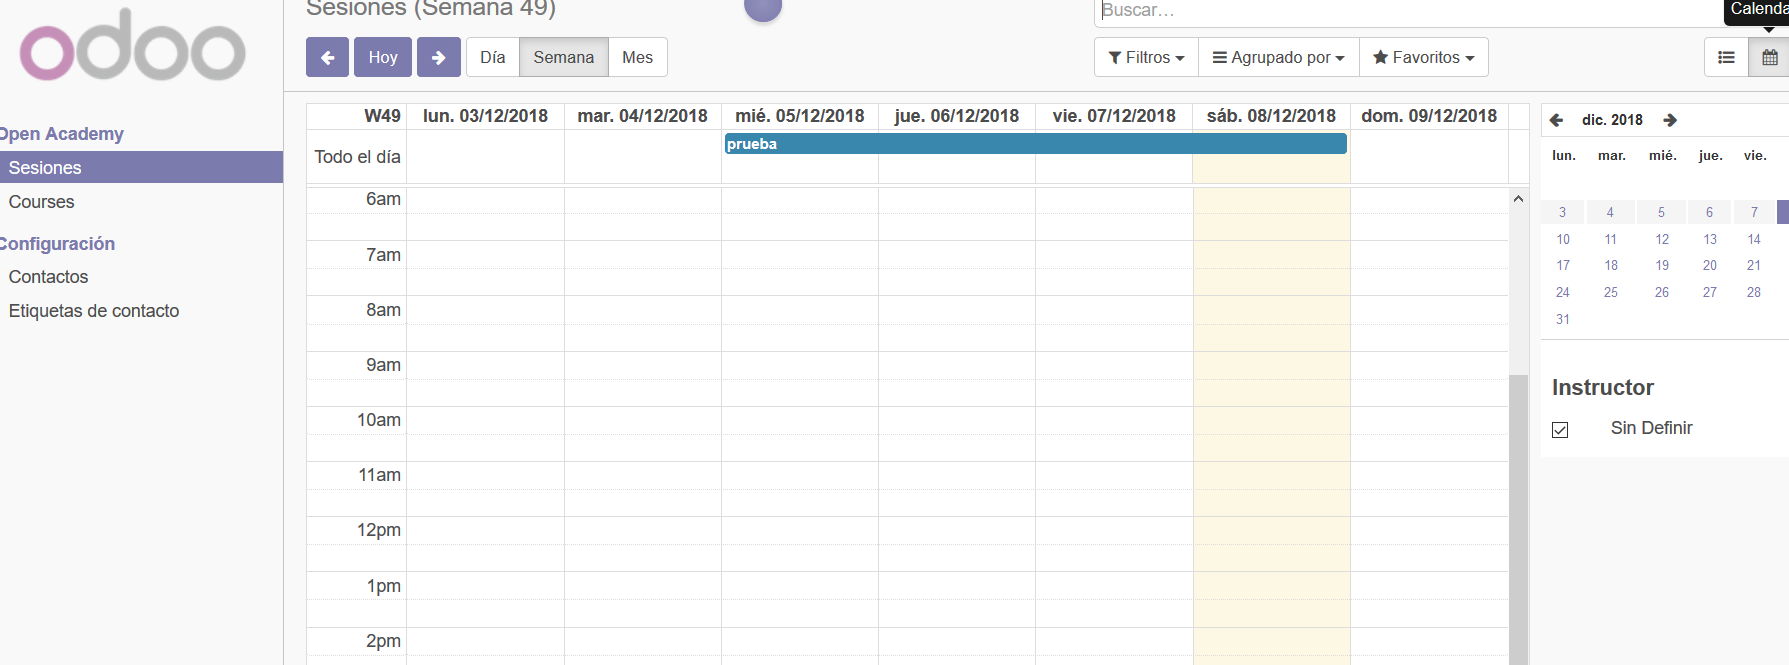 odoo
Open Academy
Sesiones
Courses
Configuración
Contactos
Etiquetas de contacto
Sesiones (Semana 49)
Buscar...
Hoy
Día
Semana
Mes
Filtros
Agrupado por
Favoritos
W49 lun. 03/12/2018 mar. 04/12/2018 mié. 05/12/2018 jue. 06/12/2018 vie. 07/12/2018 sáb. 08/12/2018 dom. 09/12/2018
Todo el día
prueba
6am
7am
8am
9am
10am
11am
12pm
1pm
2pm
dic. 2018
lun. mar. mié. jue. vie.
3 4 5 6 7
10 11 12 13 14
17 18 19 20 21
24 25 26 27 28
31
Instructor
Sin Definir